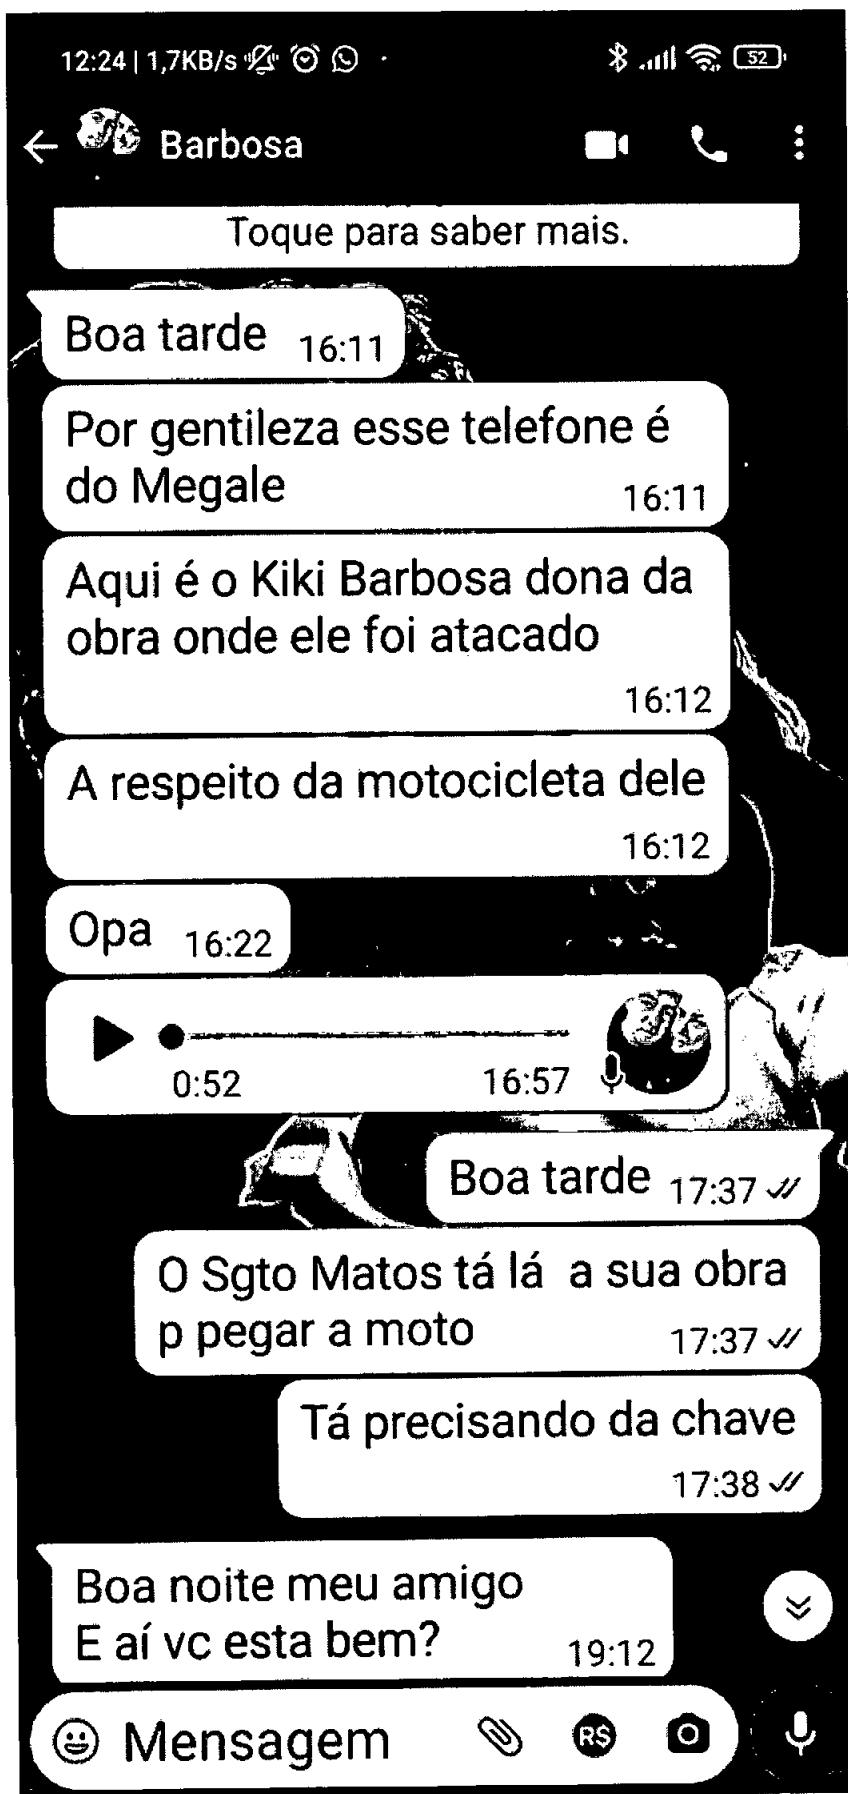 12:24 | 1,7KB/s
52
Barbosa
Toque para saber mais.
Boa tarde 16:11
Por gentileza esse telefone é
do Megale 16:11
Aqui é o Kiki Barbosa dona da
obra onde ele foi atacado
16:12
A respeito da motocicleta dele
16:12
Opa 16:22
0:52 16:57
Boa tarde 17:37
O Sgto Matos tá lá a sua obra
p pegar a moto 17:37
Tá precisando da chave
17:38
Boa noite meu amigo
E aí vc esta bem? 19:12
Mensagem
R$